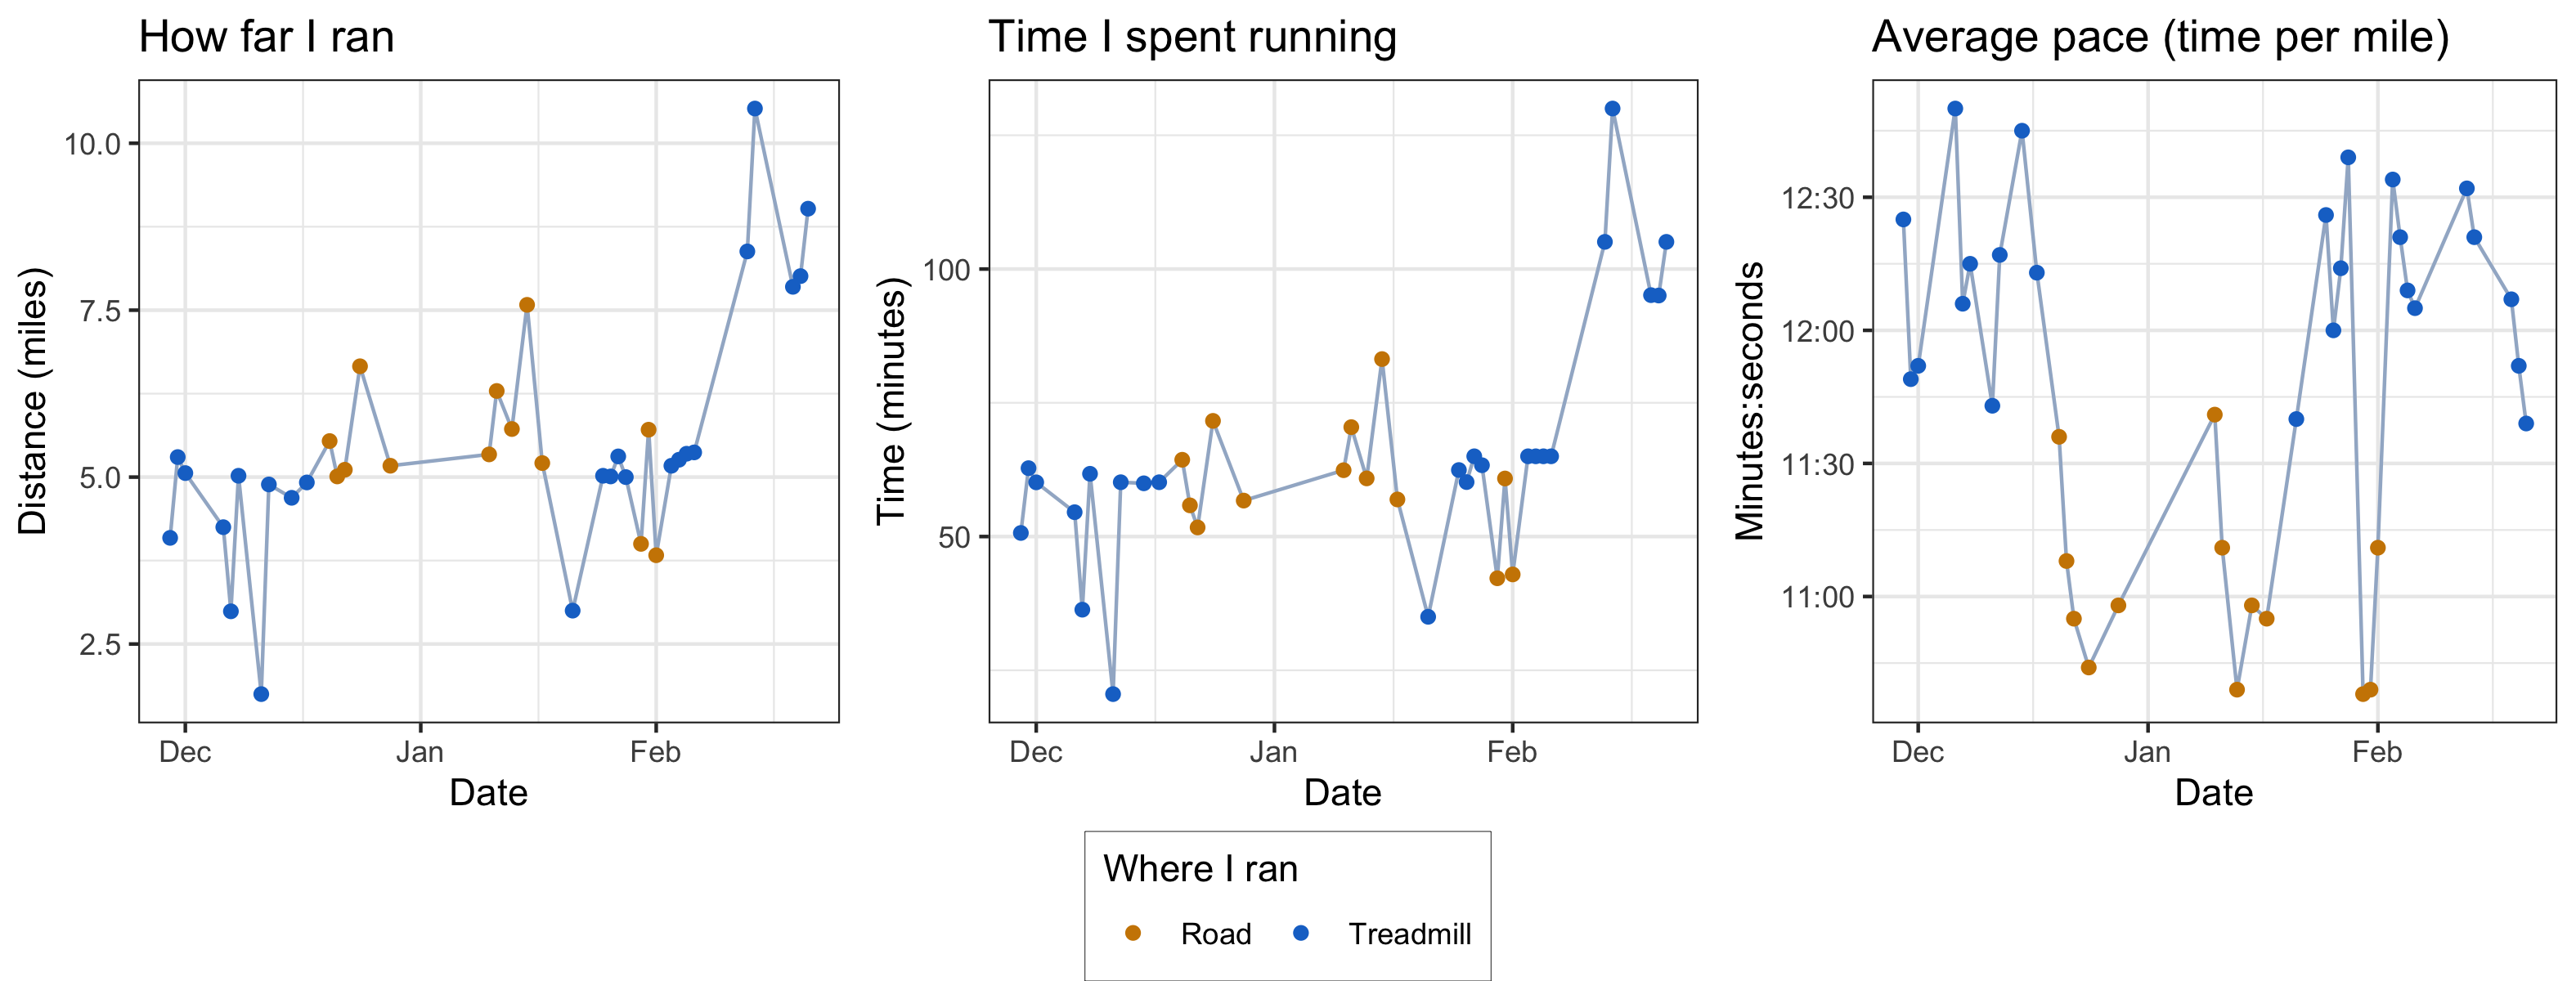 How far I ran
Time I spent running
Average pace (time per mile)
Distance (miles)
10.0
7.5
5.0
2.5
Dec
Jan
Feb
Date
Time (minutes)
100
50
Dec
Jan
Feb
Date
Minutes:seconds
12:30
12:00
11:30
11:00
Dec
Jan
Feb
Date
Where I ran
Road
Treadmill